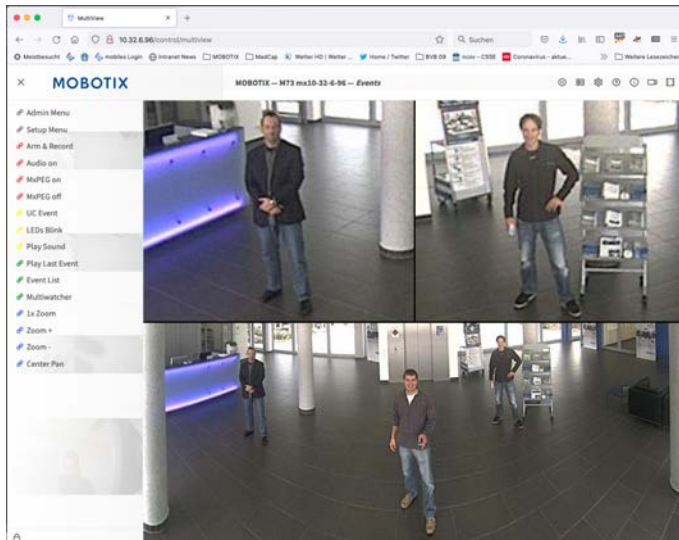 MultiView
10.32.6.96/control/multiview
Suchen
Meistbesucht
mobiles Login
Intranet News
MOBOTIX
MadCap
Wetter HD | Wetter ...
Home / Twitter
BVB 09
- CSSE
Coronavirus - aktue...
Weitere Lesezeichen
MOBOTIX
MOBOTIX — M73 mx10-32-6-96 — Events
Admin Menu
Setup Menu
Arm & Record
Audio on
MxPEG on
MxPEG off
UC Event
LEDs Blink
Play Sound
Play Last Event
Event List
Multiwatcher
1x Zoom
Zoom +
Zoom -
Center Pan